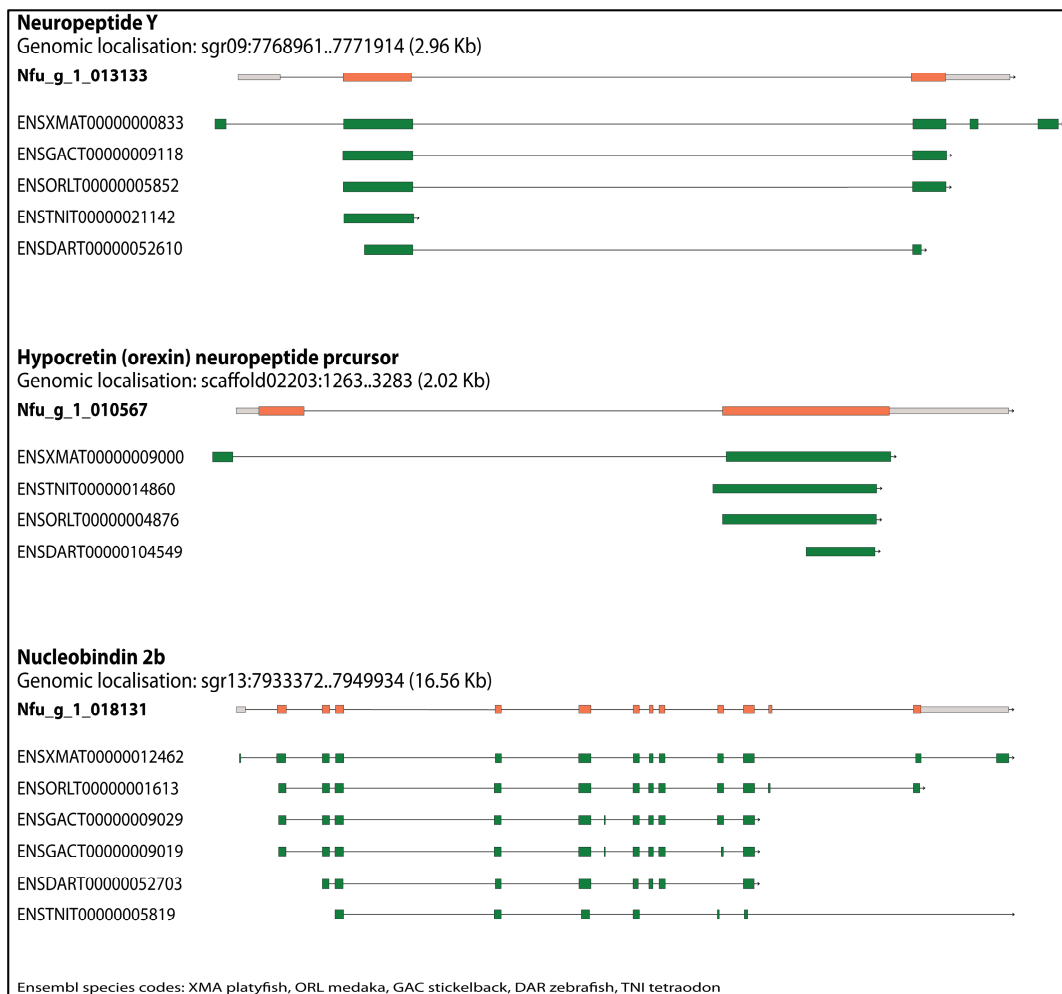 Neuropeptide Y
Genomic localisation: sgr09:7768961..7771914 (2.96 Kb)
Nfu_g_1_013133
ENSXMAT00000000833
ENSGACT00000009118
ENSORLT00000005852
ENSTNIT00000021142
ENSDART00000052610
Hypocretin (orexin) neuropeptide prcursor
Genomic localisation: scaffold02203:1263..3283 (2.02 Kb)
Nfu_g_1_010567
ENSXMAT00000009000
ENSTNIT00000014860
ENSORLT00000004876
ENSDART00000104549
Nucleobindin 2b
Genomic localisation: sgr13:7933372..7949934 (16.56 Kb)
Nfu_g_1_018131
ENSXMAT00000012462
ENSORLT00000001613
ENSGACT00000009029
ENSGACT00000009019
ENSDART00000052703
ENSTNIT00000005819
Ensembl species codes: XMA platyfish, ORL medaka, GAC stickelback, DAR zebrafish, TNI tetraodon